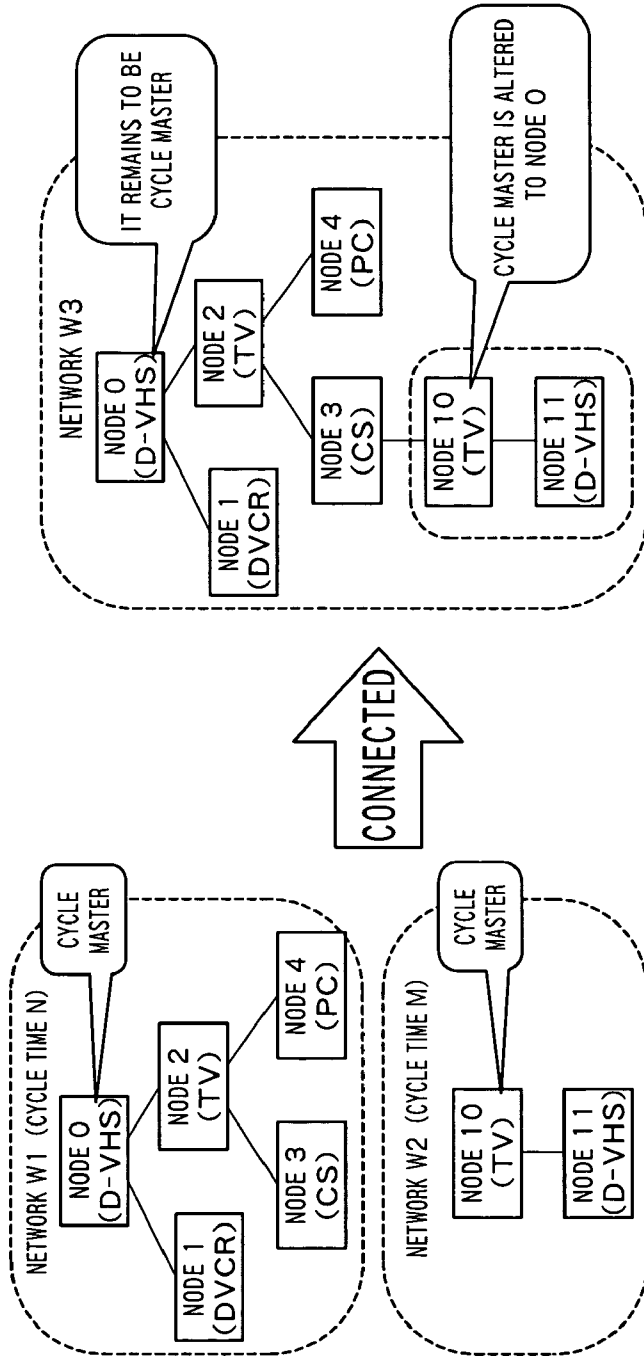 NETWORK W1 (CYCLE TIME N)
CYCLE
MASTER
NODE 0
(D-VHS)
NODE 1
(DVCR)
NODE 2
(TV)
NODE 3
(CS)
NODE 4
(PC)
NETWORK W2 (CYCLE TIME M)
CYCLE
MASTER
NODE 10
(TV)
NODE 11
(D-VHS)
CONNECTED
NETWORK W3
IT REMAINS TO BE
CYCLE MASTER
NODE 0
(D-VHS)
NODE 1
(DVCR)
NODE 2
(TV)
NODE 3
(CS)
NODE 4
(PC)
NODE 10
(TV)
NODE 11
(D-VHS)
CYCLE MASTER IS ALTERED
TO NODE 0